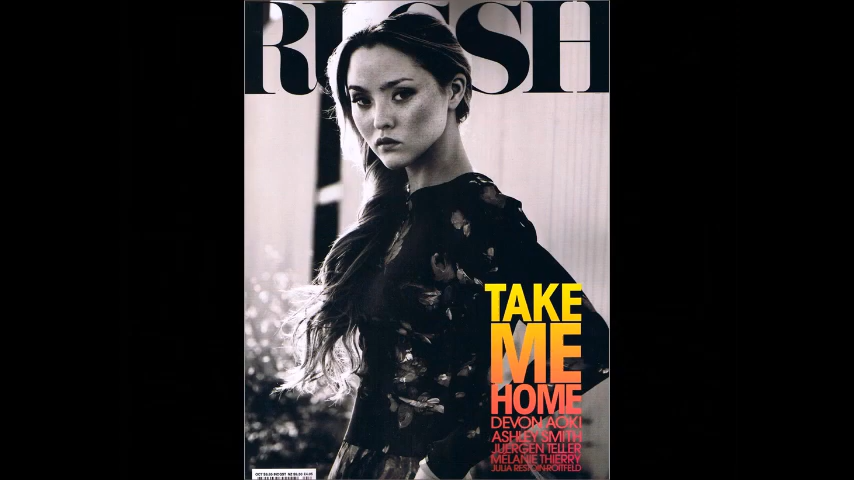 RUSSH
TAKE
ME
HOME
DEVON AOKI
ASHLEY SMITH
JUERGEN TELLER
MELANIE THIERRY
JULIA RESTOIN-ROITFELD